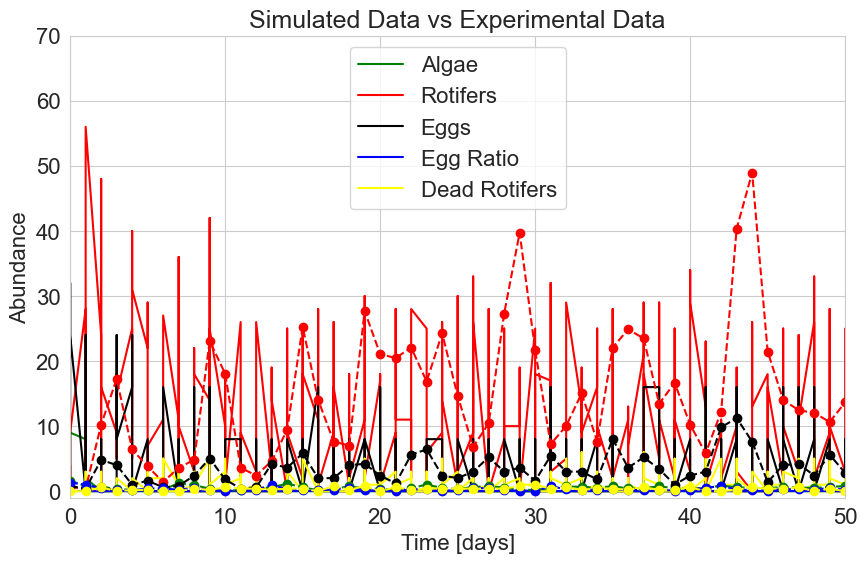 Simulated Data vs Experimental Data
Algae
Rotifers
Eggs
Egg Ratio
Dead Rotifers
Abundance
70
60
50
40
30
20
10
0
0 10 20 30 40 50
Time [days]